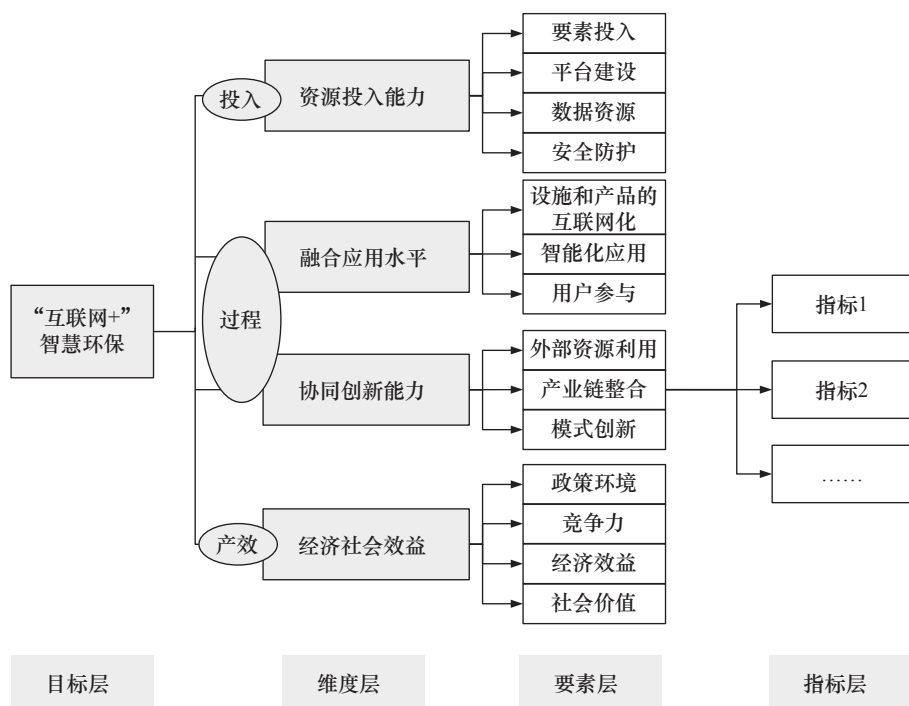 “互联网+”
智慧环保
投入
过程
产效
资源投入能力
融合应用水平
协同创新能力
经济社会效益
要素投入
平台建设
数据资源
安全防护
设施和产品的
互联网化
智能化应用
用户参与
外部资源利用
产业链整合
模式创新
政策环境
竞争力
经济效益
社会价值
指标1
指标2
……
目标层
维度层
要素层
指标层